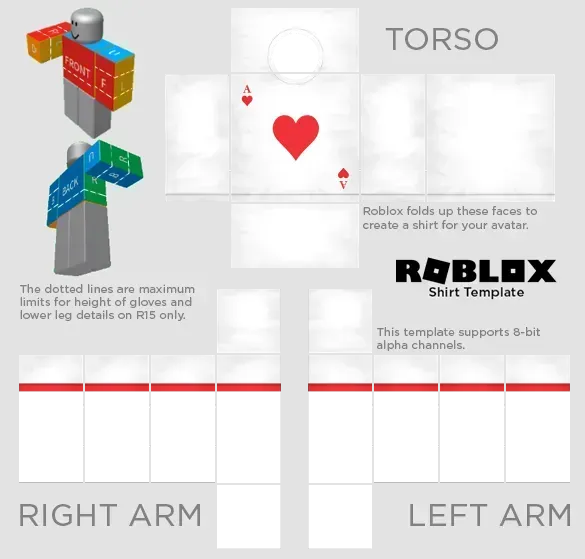 TORSO
FRONT
F
L
U
A
A
BACK
R
B
U
Roblox folds up these faces to
create a shirt for your avatar.
ROBLOX
Shirt Template
The dotted lines are maximum
limits for height of gloves and
lower leg details on R15 only.
This template supports 8-bit
alpha channels.
RIGHT ARM
LEFT ARM